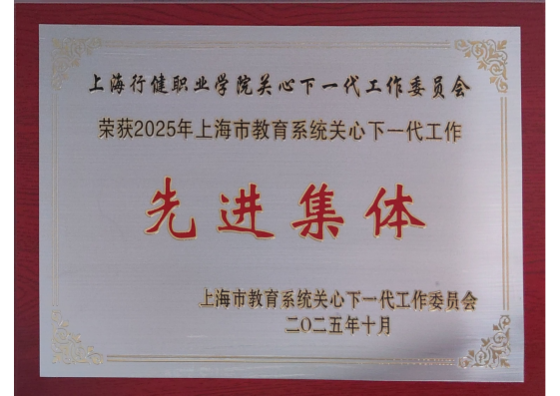 上海行健职业学院关心下一代工作委员会
荣获2025年上海市教育系统关心下一代工作
先进集体
上海市教育系统关心下一代工作委员会
二〇二五年十月